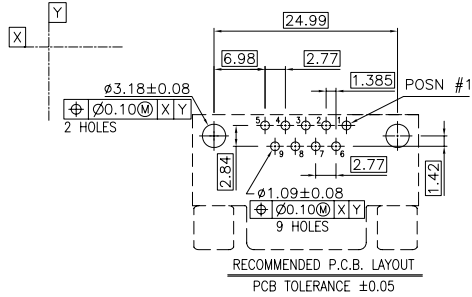 Y
X
24.99
6.98
2.77
1.385
POSN #1
ø3.18±0.08
⌖ Ø0.10Ⓜ X Y
2 HOLES
5 4 3 2 1
9 8 7 6
2.84
2.77
1.42
ø1.09±0.08
⌖ Ø0.10Ⓜ X Y
9 HOLES
RECOMMENDED P.C.B. LAYOUT
PCB TOLERANCE ±0.05